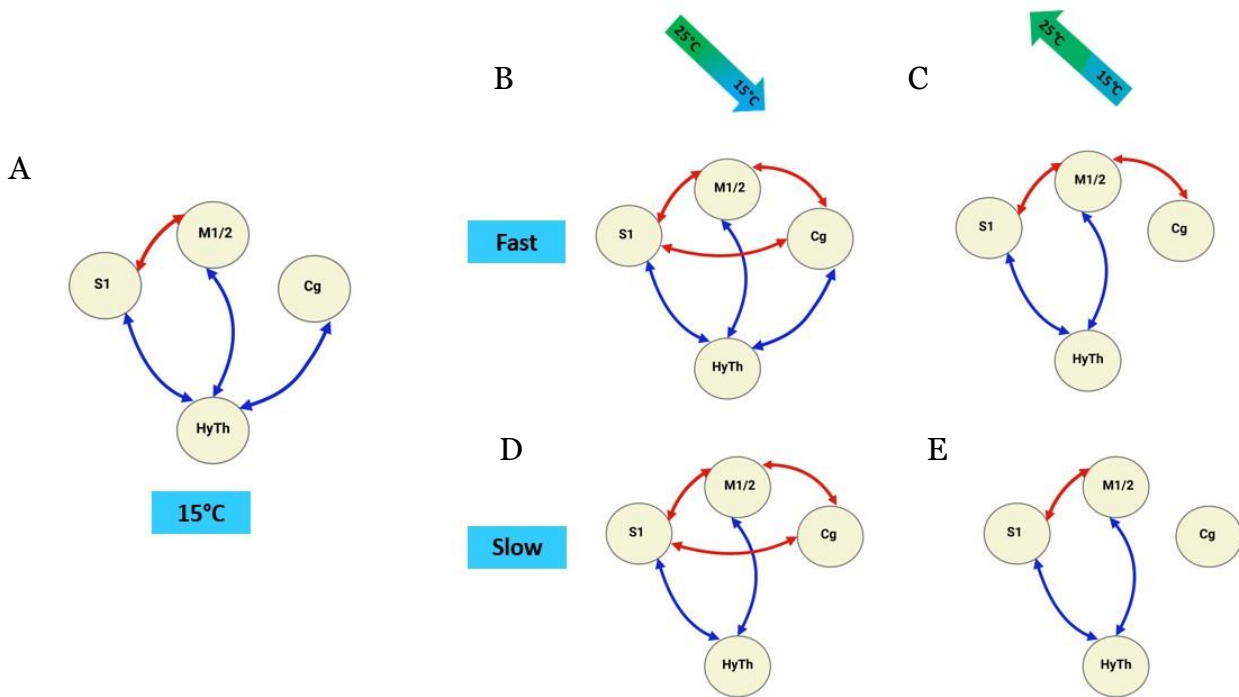 A
M1/2
S1
Cg
HyTh
15°C
B
25°C
15°C
Fast
M1/2
S1
Cg
HyTh
C
25°C
15°C
M1/2
S1
Cg
HyTh
D
Slow
M1/2
S1
Cg
HyTh
E
M1/2
S1
Cg
HyTh